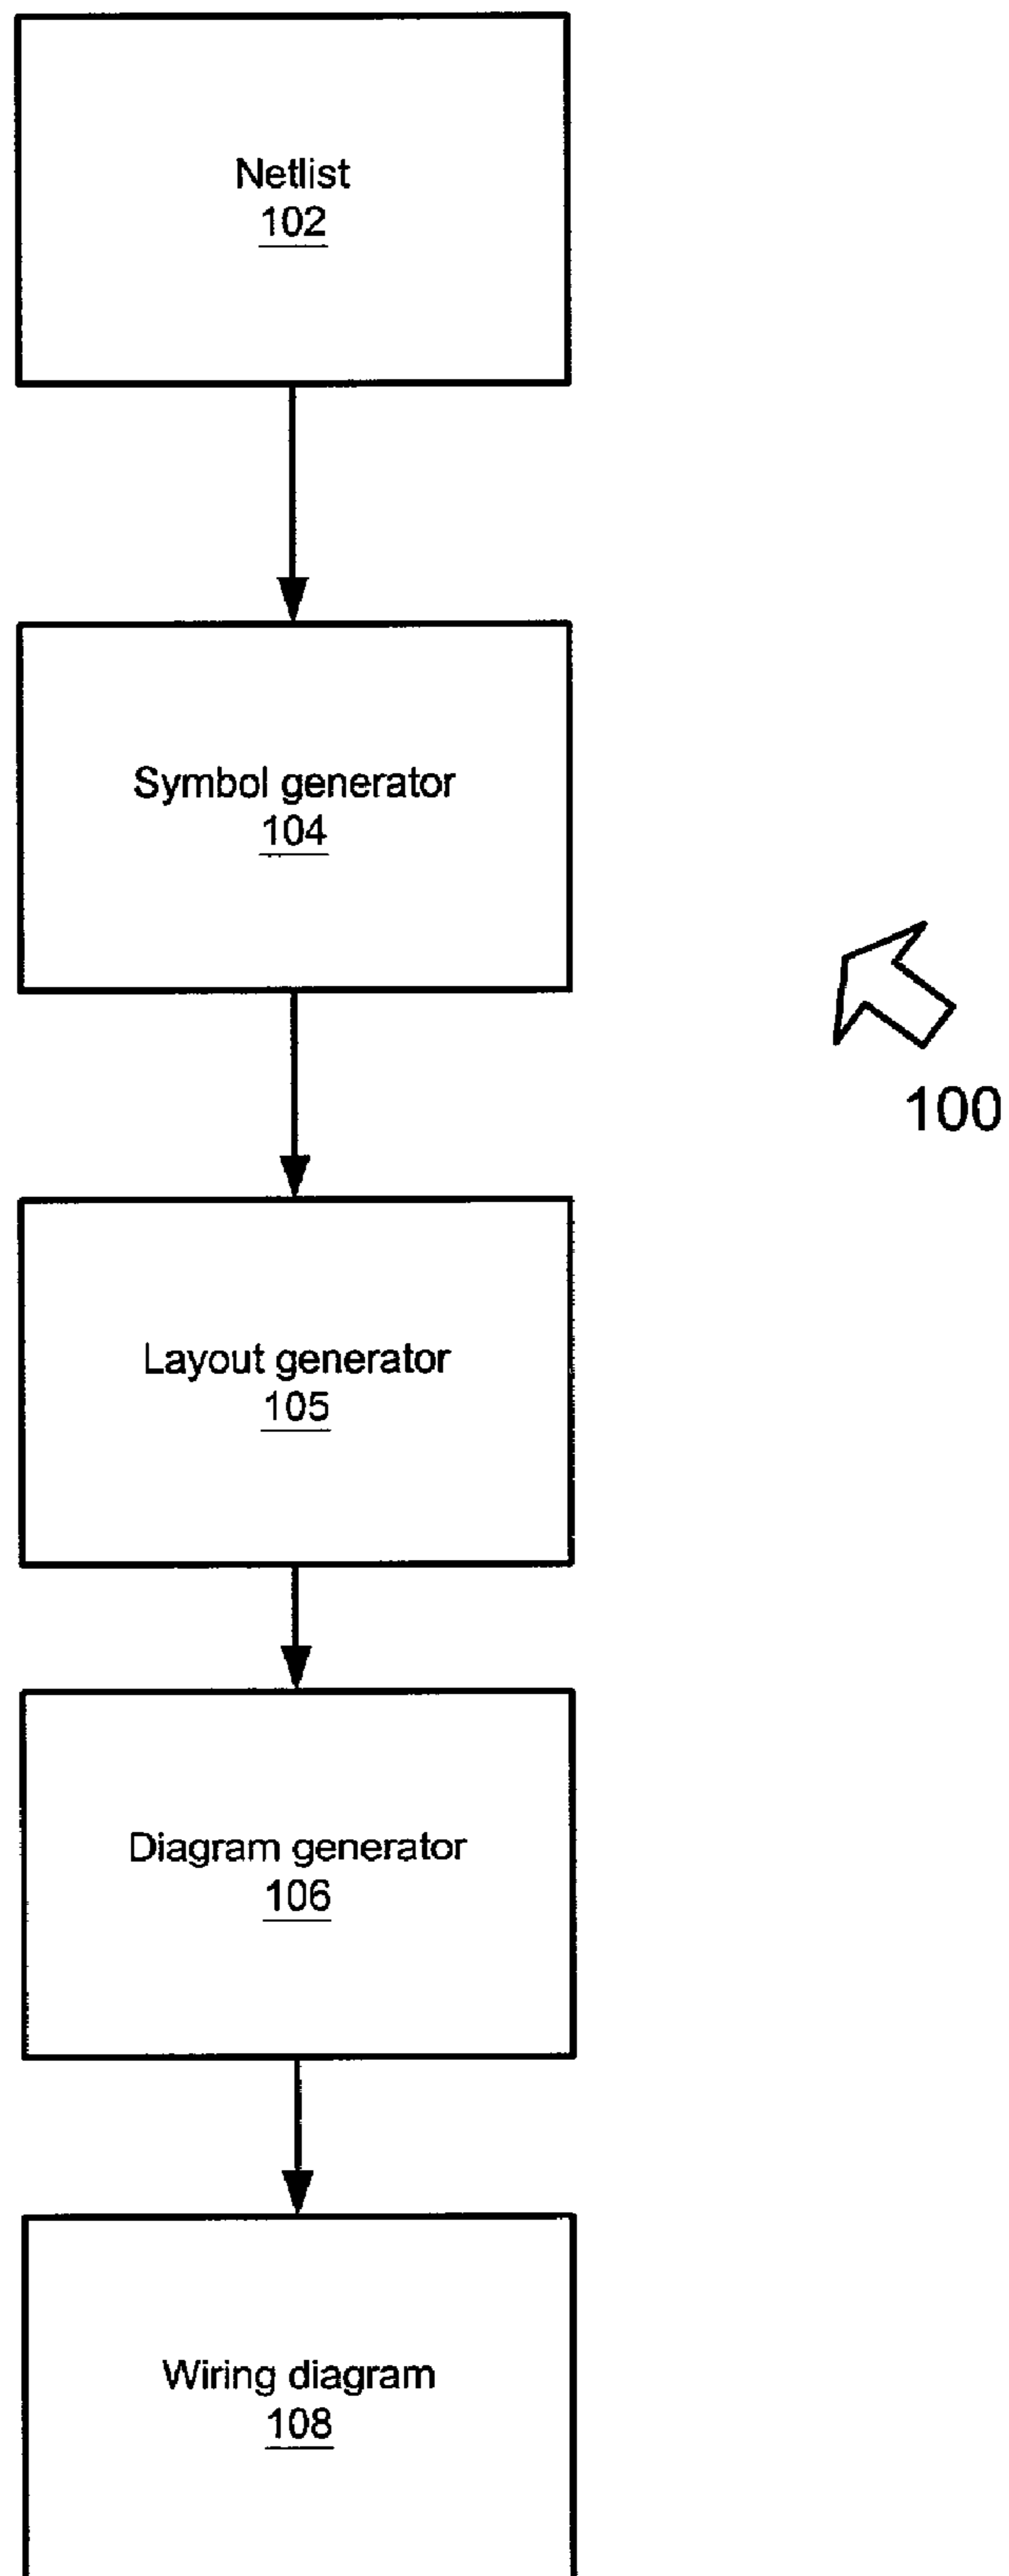 Netlist
102
Symbol generator
104
100
Layout generator
105
Diagram generator
106
Wiring diagram
108